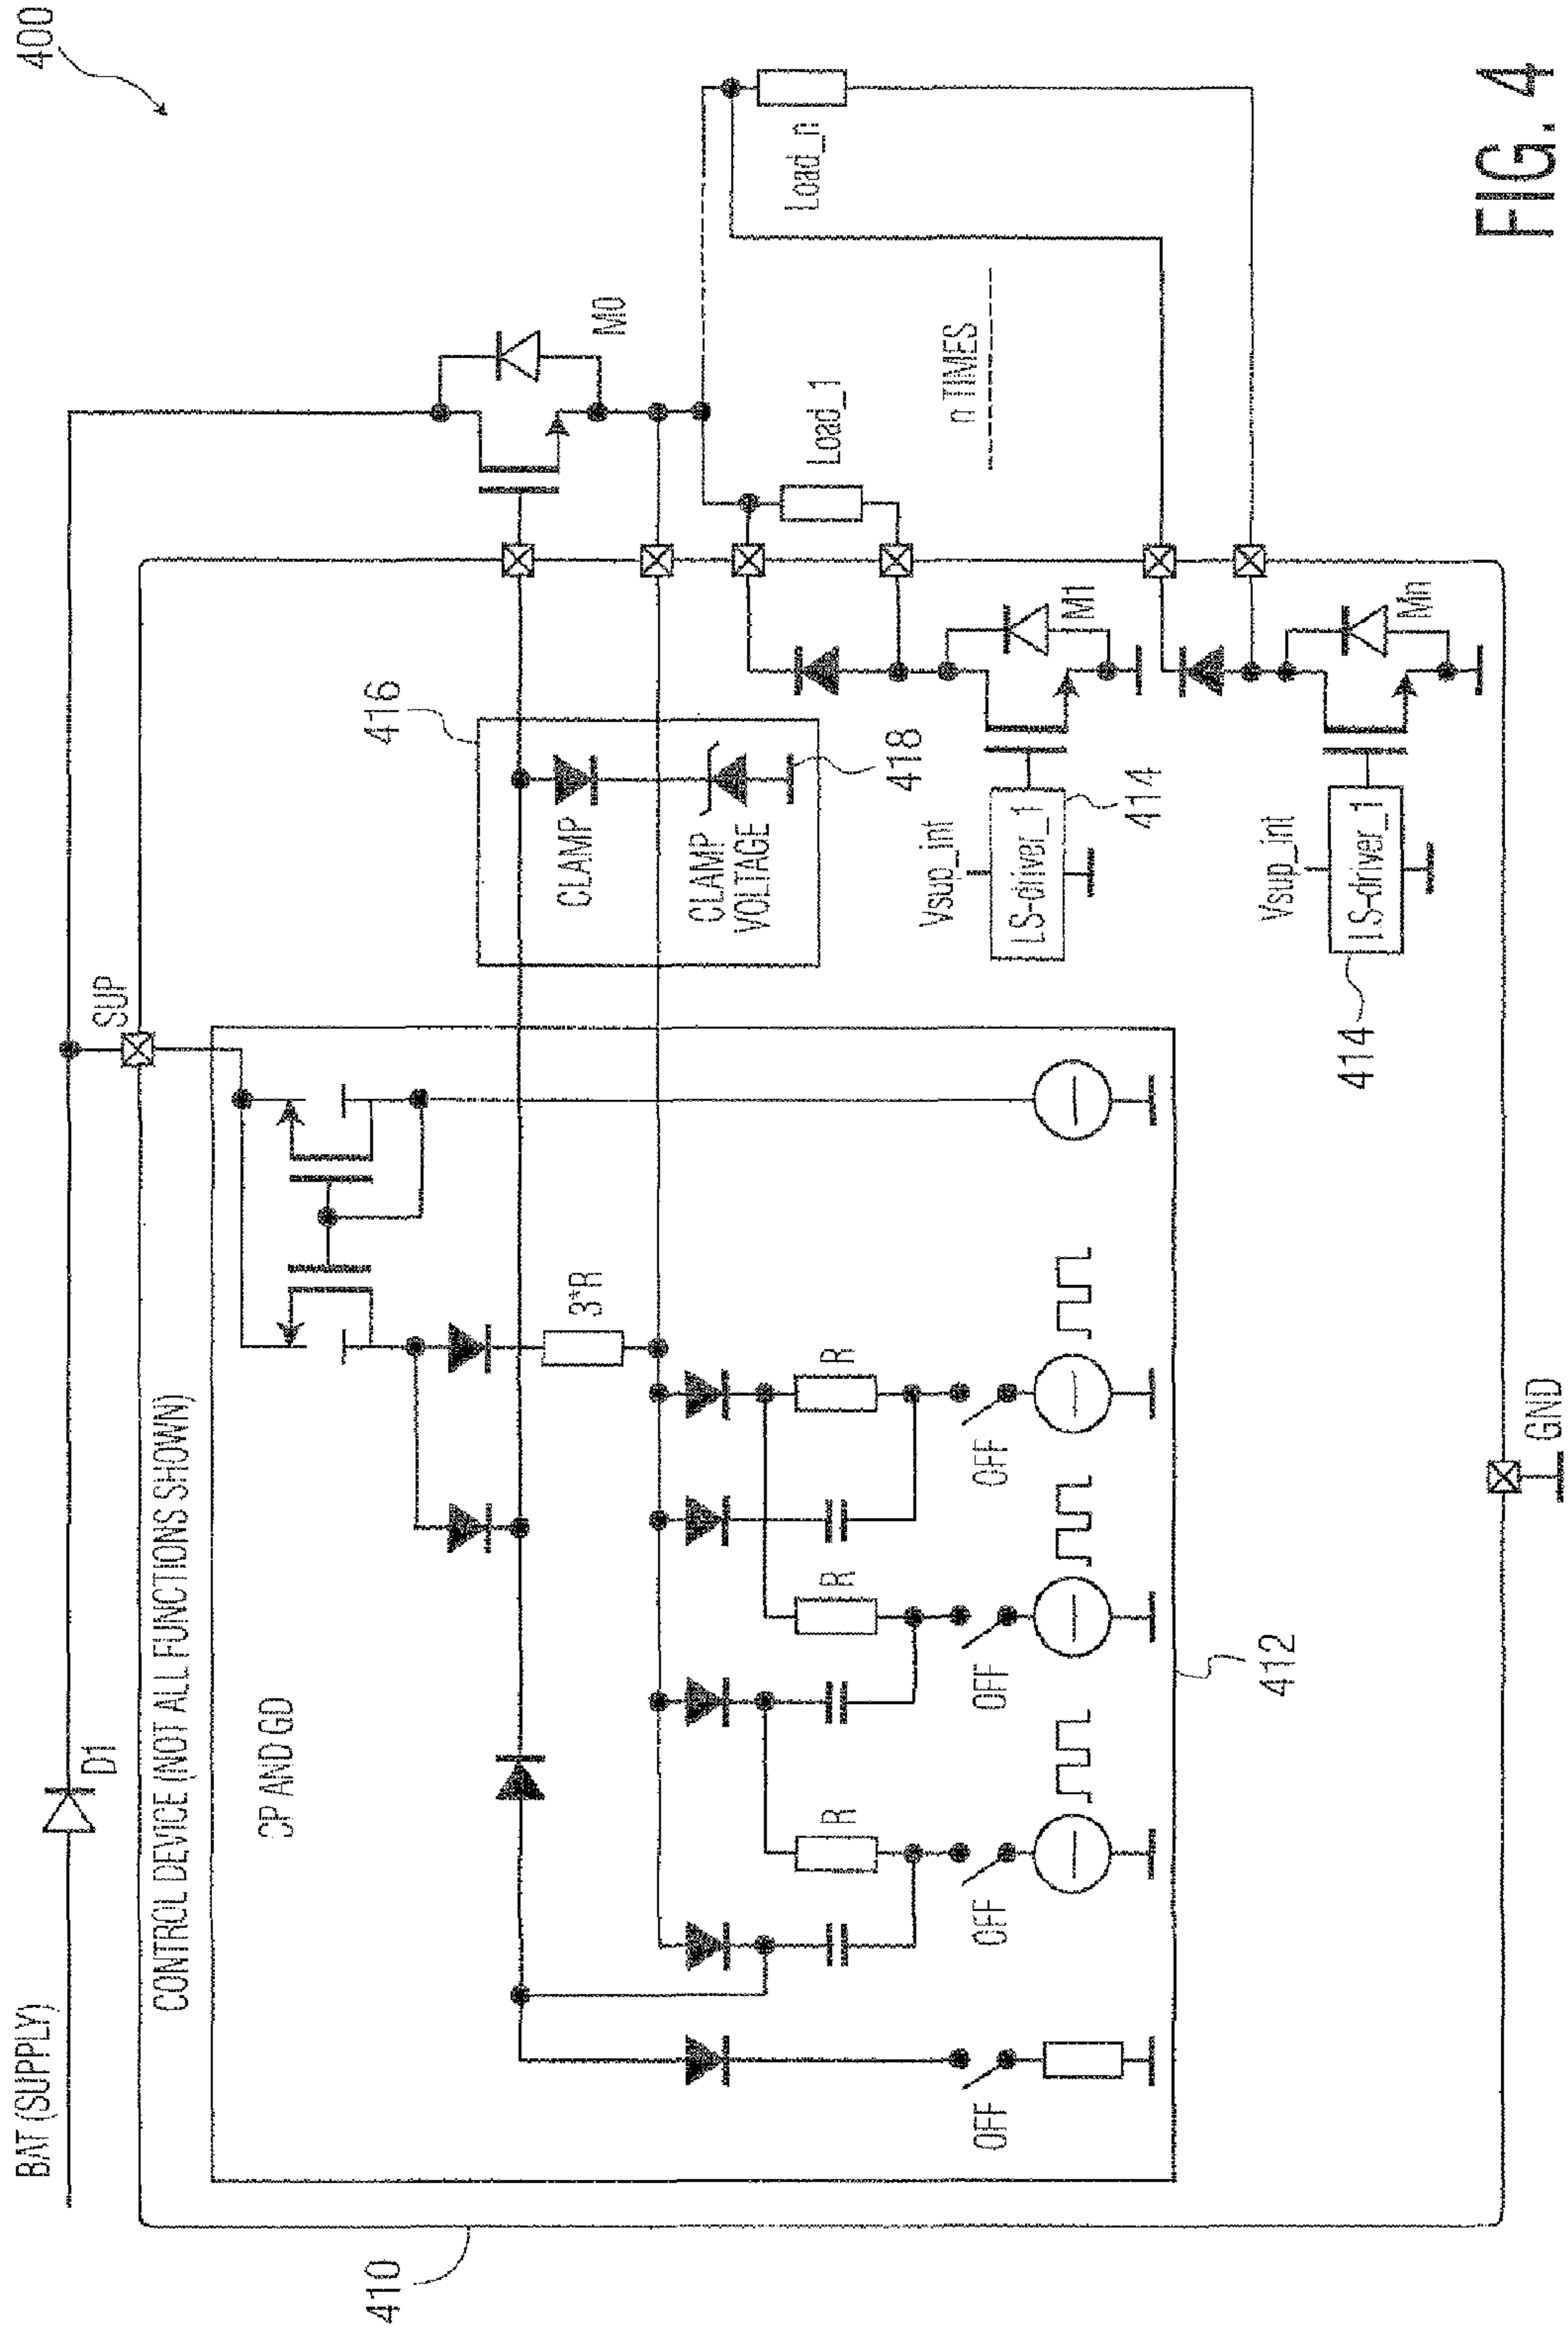 400
BAT (SUPPLY)
D1
SUP
CONTROL DEVICE (NOT ALL FUNCTIONS SHOWN)
410
CP AND GD
3*R
416
CLAMP
CLAMP
VOLTAGE
418
M0
Load_1
Load_n
n TIMES
R
R
R
OFF
OFF
OFF
OFF
412
Vsup_int
LS-driver_1
414
M1
Vsup_int
LS-driver_1
414
Mn
GND
FIG. 4